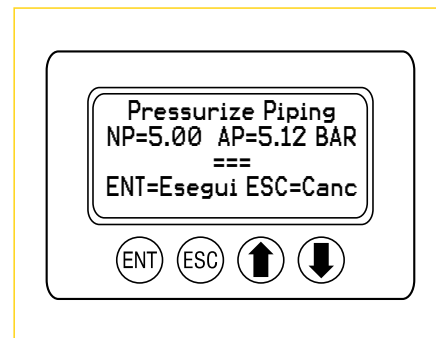 Pressurize Piping
NP=5.00 AP=5.12 BAR
===
ENT=Esegui ESC=Canc
ENT ESC